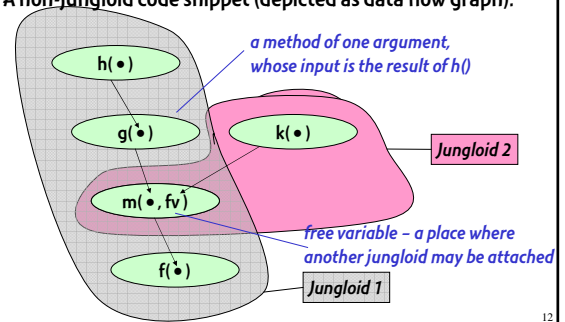 A non-jungloid code snippet (depicted as data flow graph):
a method of one argument,
whose input is the result of h()
h(•)
g(•)
k(•)
Jungloid 2
m(•, fv)
free variable – a place where
another jungloid may be attached
f(•)
Jungloid 1
12